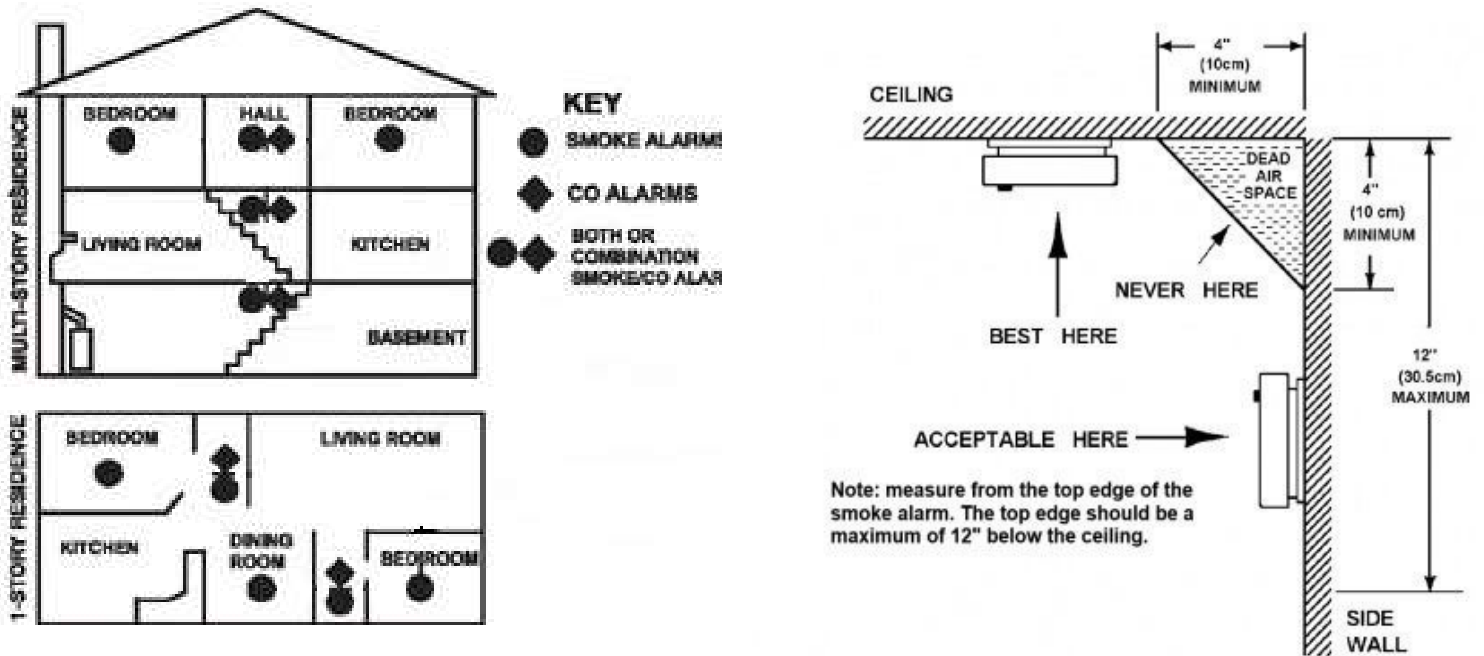 MULTI-STORY RESIDENCE
BEDROOM
HALL
BEDROOM
LIVING ROOM
KITCHEN
BASEMENT
KEY
SMOKE ALARMS
CO ALARMS
BOTH OR
COMBINATION
SMOKE/CO ALAR
1-STORY RESIDENCE
BEDROOM
LIVING ROOM
KITCHEN
DINING
ROOM
BEDROOM
CEILING
4"
(10cm)
MINIMUM
DEAD
AIR
SPACE
4"
(10 cm)
MINIMUM
NEVER HERE
BEST HERE
12"
(30.5cm)
MAXIMUM
ACCEPTABLE HERE
Note: measure from the top edge of the
smoke alarm. The top edge should be a
maximum of 12" below the ceiling.
SIDE
WALL